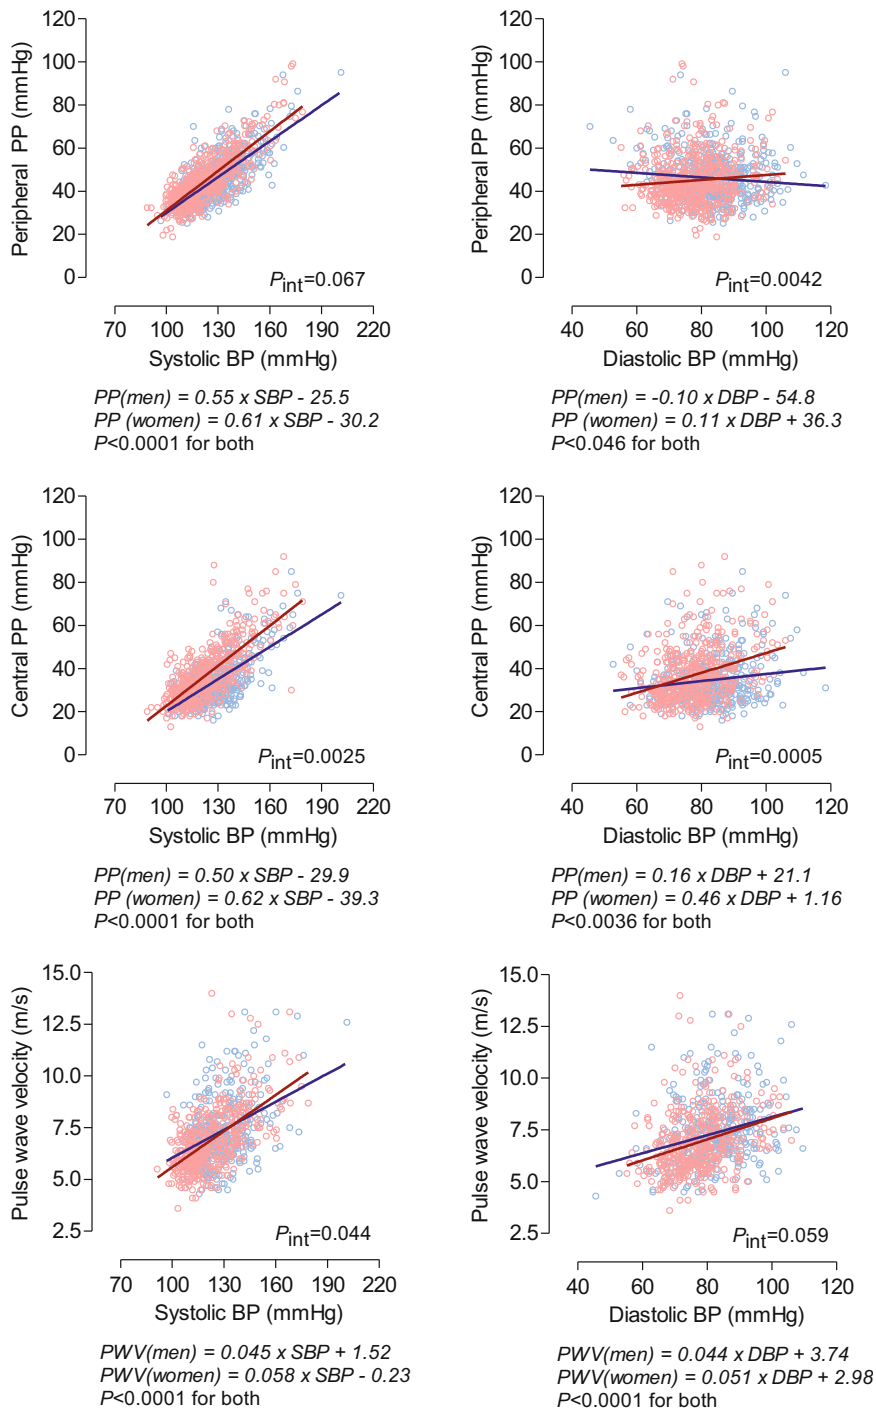 120
100
80
60
40
20
0
Peripheral PP (mmHg)
Pint=0.067
70 100 130 160 190 220
Systolic BP (mmHg)
PP(men) = 0.55 x SBP - 25.5
PP (women) = 0.61 x SBP - 30.2
P<0.0001 for both
120
100
80
60
40
20
0
Peripheral PP (mmHg)
Pint=0.0042
40 60 80 100 120
Diastolic BP (mmHg)
PP(men) = -0.10 x DBP - 54.8
PP (women) = 0.11 x DBP + 36.3
P<0.046 for both
120
100
80
60
40
20
0
Central PP (mmHg)
Pint=0.0025
70 100 130 160 190 220
Systolic BP (mmHg)
PP(men) = 0.50 x SBP - 29.9
PP (women) = 0.62 x SBP - 39.3
P<0.0001 for both
120
100
80
60
40
20
0
Central PP (mmHg)
Pint=0.0005
40 60 80 100 120
Diastolic BP (mmHg)
PP(men) = 0.16 x DBP + 21.1
PP (women) = 0.46 x DBP + 1.16
P<0.0036 for both
15.0
12.5
10.0
7.5
5.0
2.5
Pulse wave velocity (m/s)
Pint=0.044
70 100 130 160 190 220
Systolic BP (mmHg)
PWV(men) = 0.045 x SBP + 1.52
PWV(women) = 0.058 x SBP - 0.23
P<0.0001 for both
15.0
12.5
10.0
7.5
5.0
2.5
Pulse wave velocity (m/s)
Pint=0.059
40 60 80 100 120
Diastolic BP (mmHg)
PWV(men) = 0.044 x DBP + 3.74
PWV(women) = 0.051 x DBP + 2.98
P<0.0001 for both